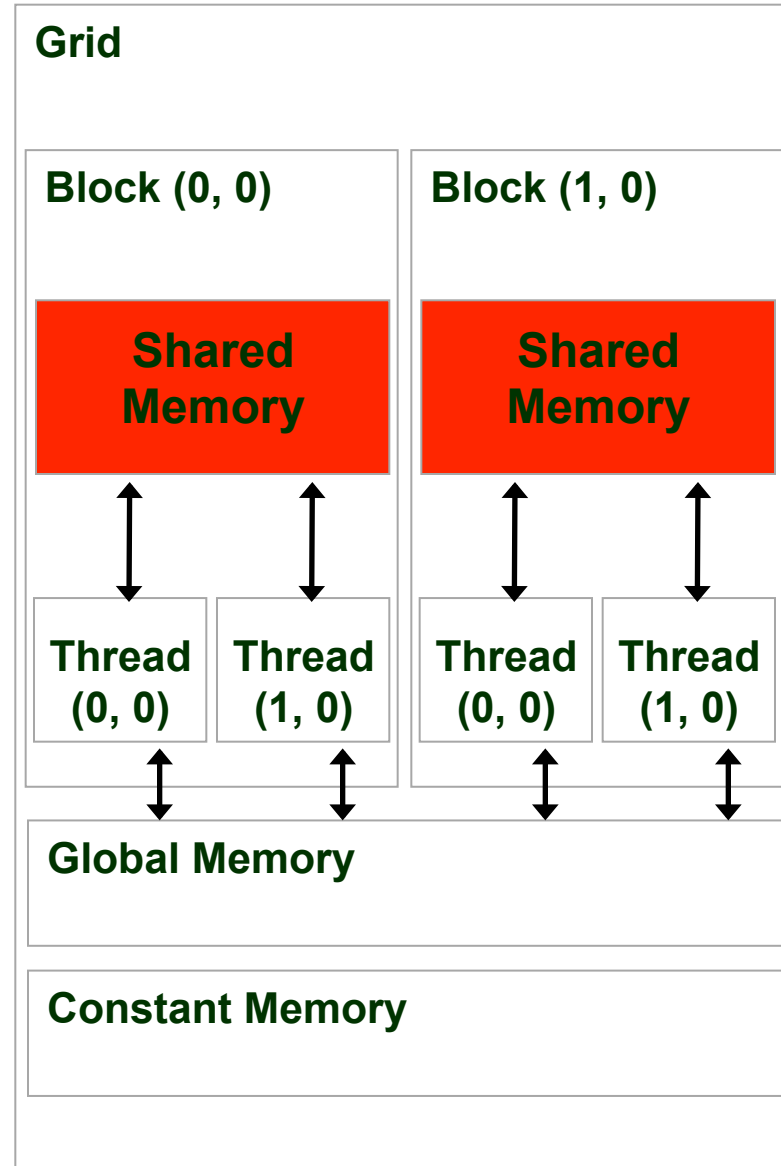 Grid
Block (0, 0)
Block (1, 0)
Shared
Memory
Shared
Memory
Thread
(0, 0)
Thread
(1, 0)
Thread
(0, 0)
Thread
(1, 0)
Global Memory
Constant Memory